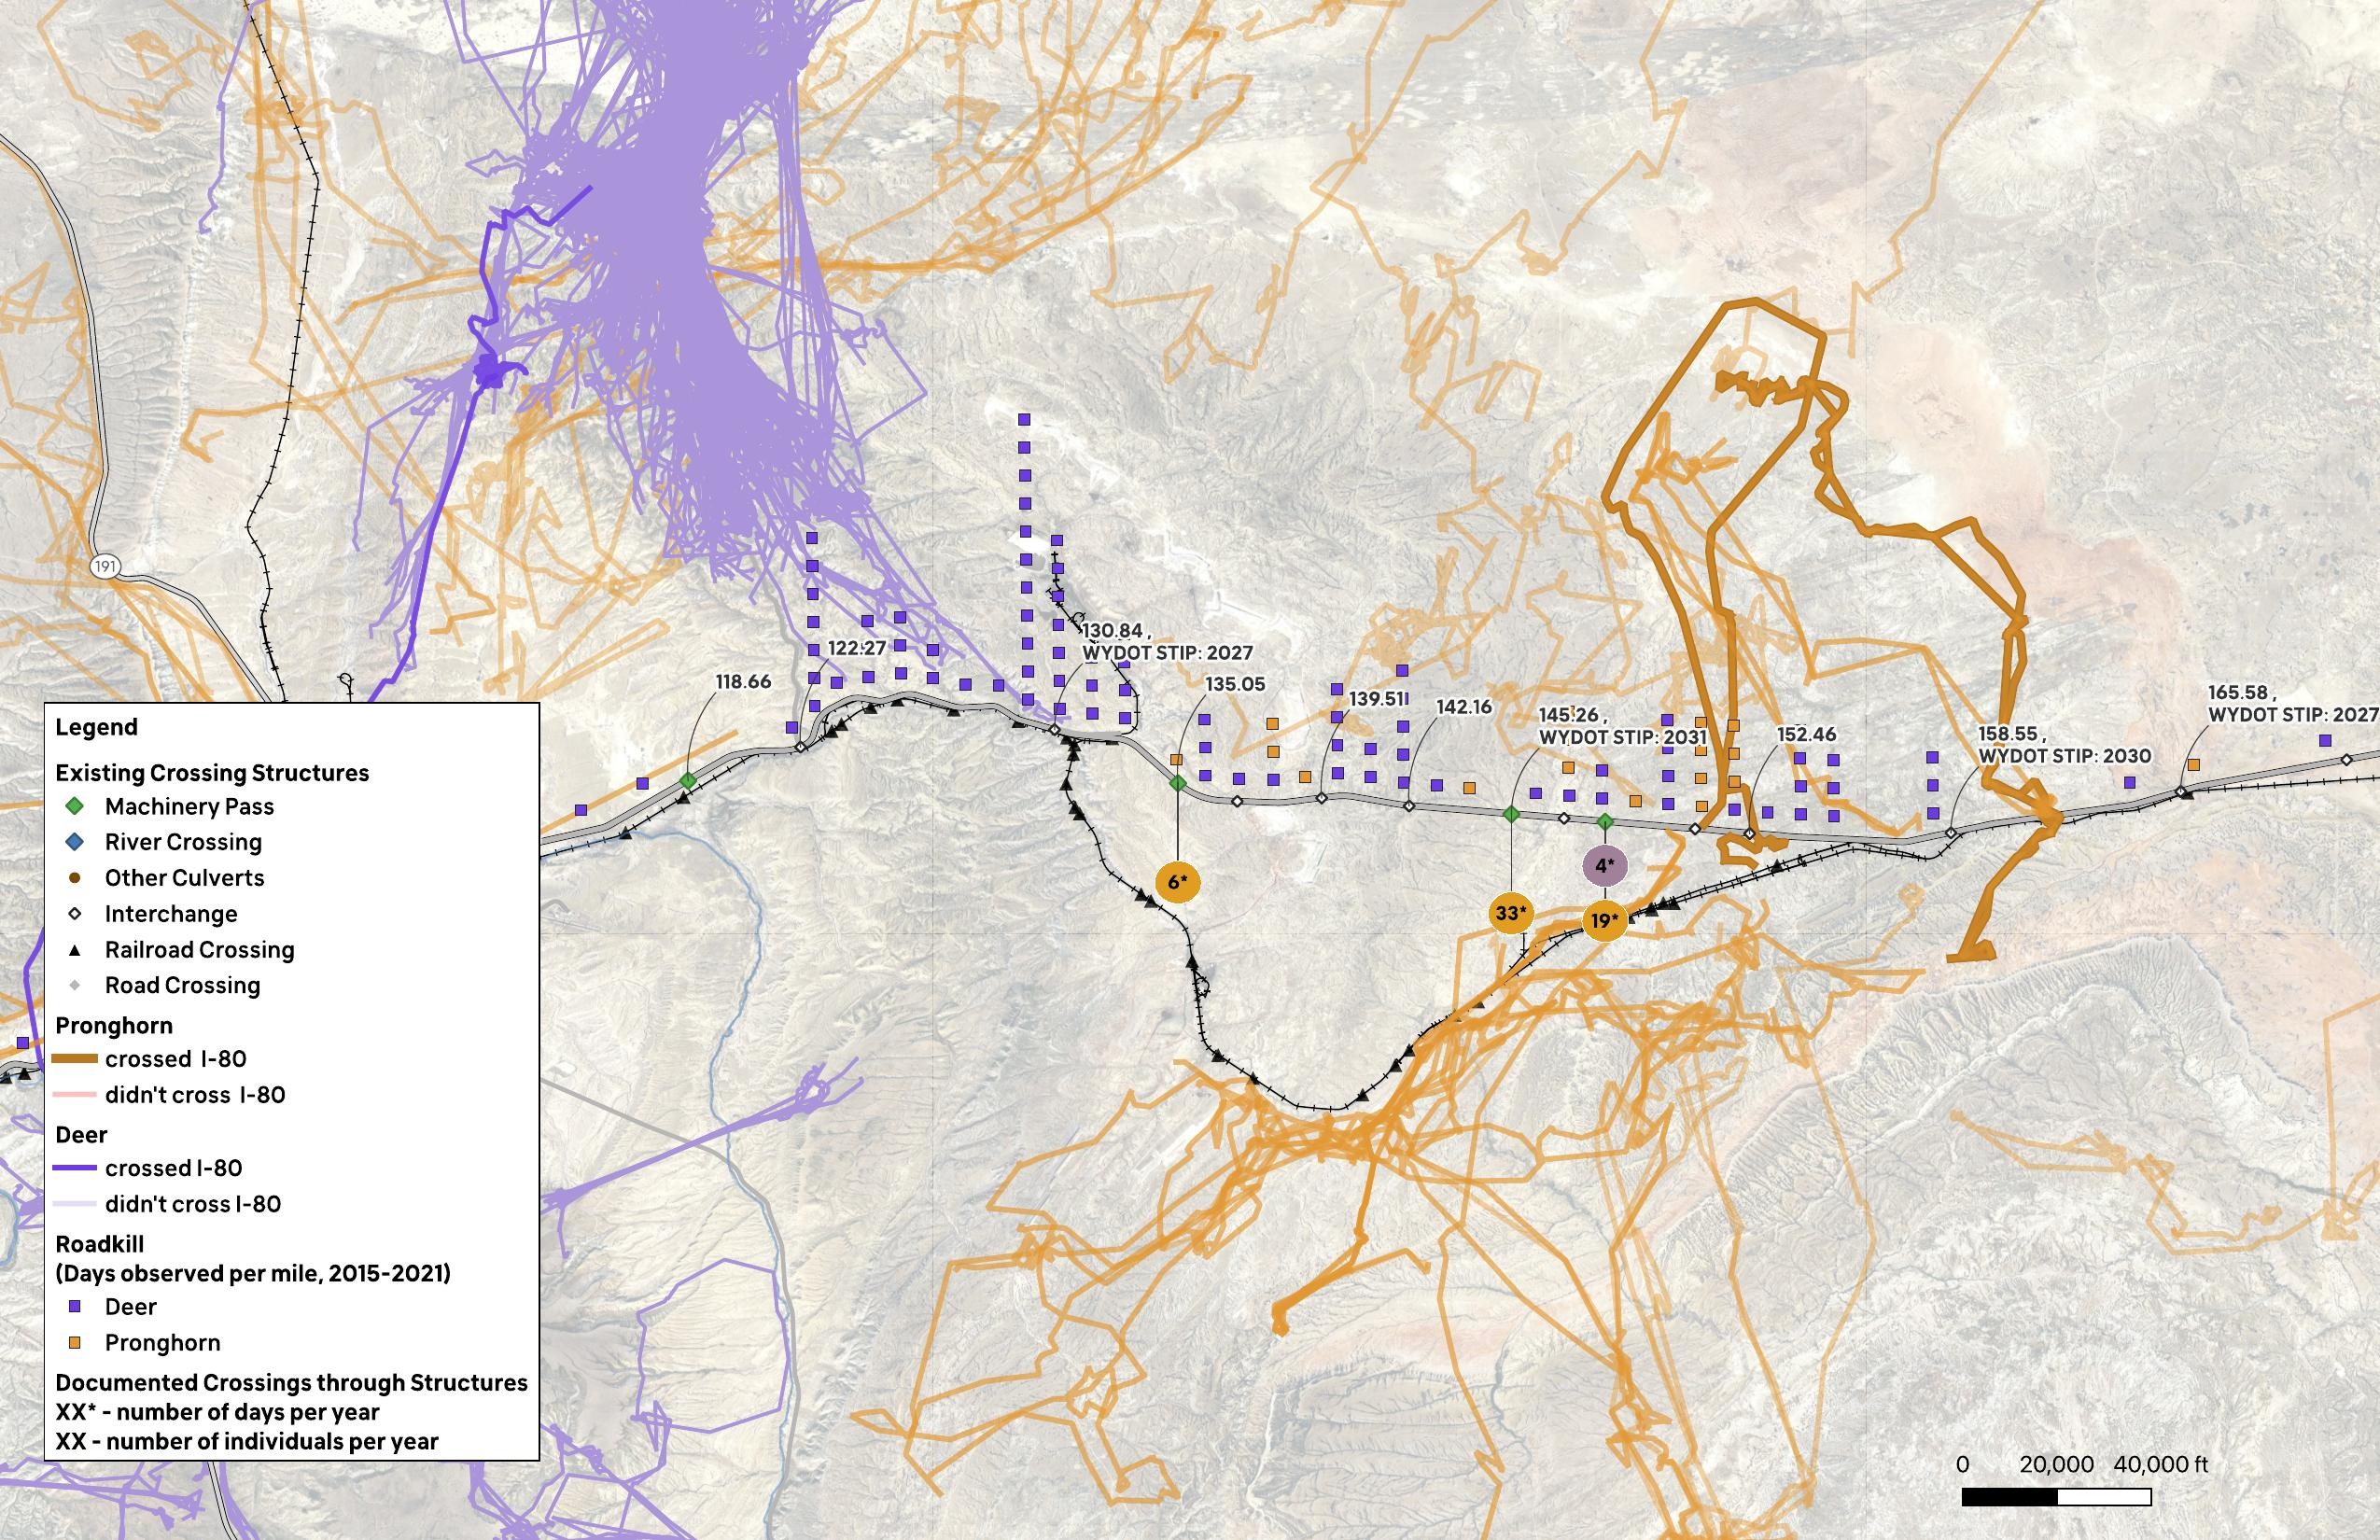 191
130.84 ,
WYDOT STIP: 2027
122.27
118.66
135.05
139.51
142.16
145.26 ,
WYDOT STIP: 2031
152.46
158.55 ,
WYDOT STIP: 2030
165.58 ,
WYDOT STIP: 2027
6*
33*
4*
19*
Legend
Existing Crossing Structures
Machinery Pass
River Crossing
Other Culverts
Interchange
Railroad Crossing
Road Crossing
Pronghorn
crossed I-80
didn't cross I-80
Deer
crossed I-80
didn't cross I-80
Roadkill
(Days observed per mile, 2015-2021)
Deer
Pronghorn
Documented Crossings through Structures
XX* - number of days per year
XX - number of individuals per year
0 20,000 40,000 ft